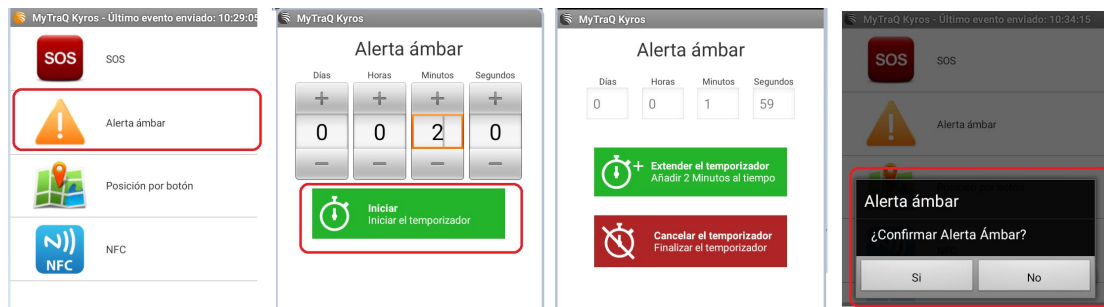 MyTraQ Kyros - Último evento enviado: 10:29:05
SOS
SOS
Alerta ámbar
Posición por botón
NFC
NFC
MyTraQ Kyros
Alerta ámbar
Días Horas Minutos Segundos
0 0 2 0
Iniciar
Iniciar el temporizador
MyTraQ Kyros
Alerta ámbar
Días Horas Minutos Segundos
0 0 1 59
Extender el temporizador
Añadir 2 Minutos al tiempo
Cancelar el temporizador
Finalizar el temporizador
MyTraQ Kyros - Último evento enviado: 10:34:15
SOS
SOS
Alerta ámbar
Alerta ámbar
¿Confirmar Alerta Ámbar?
Si No